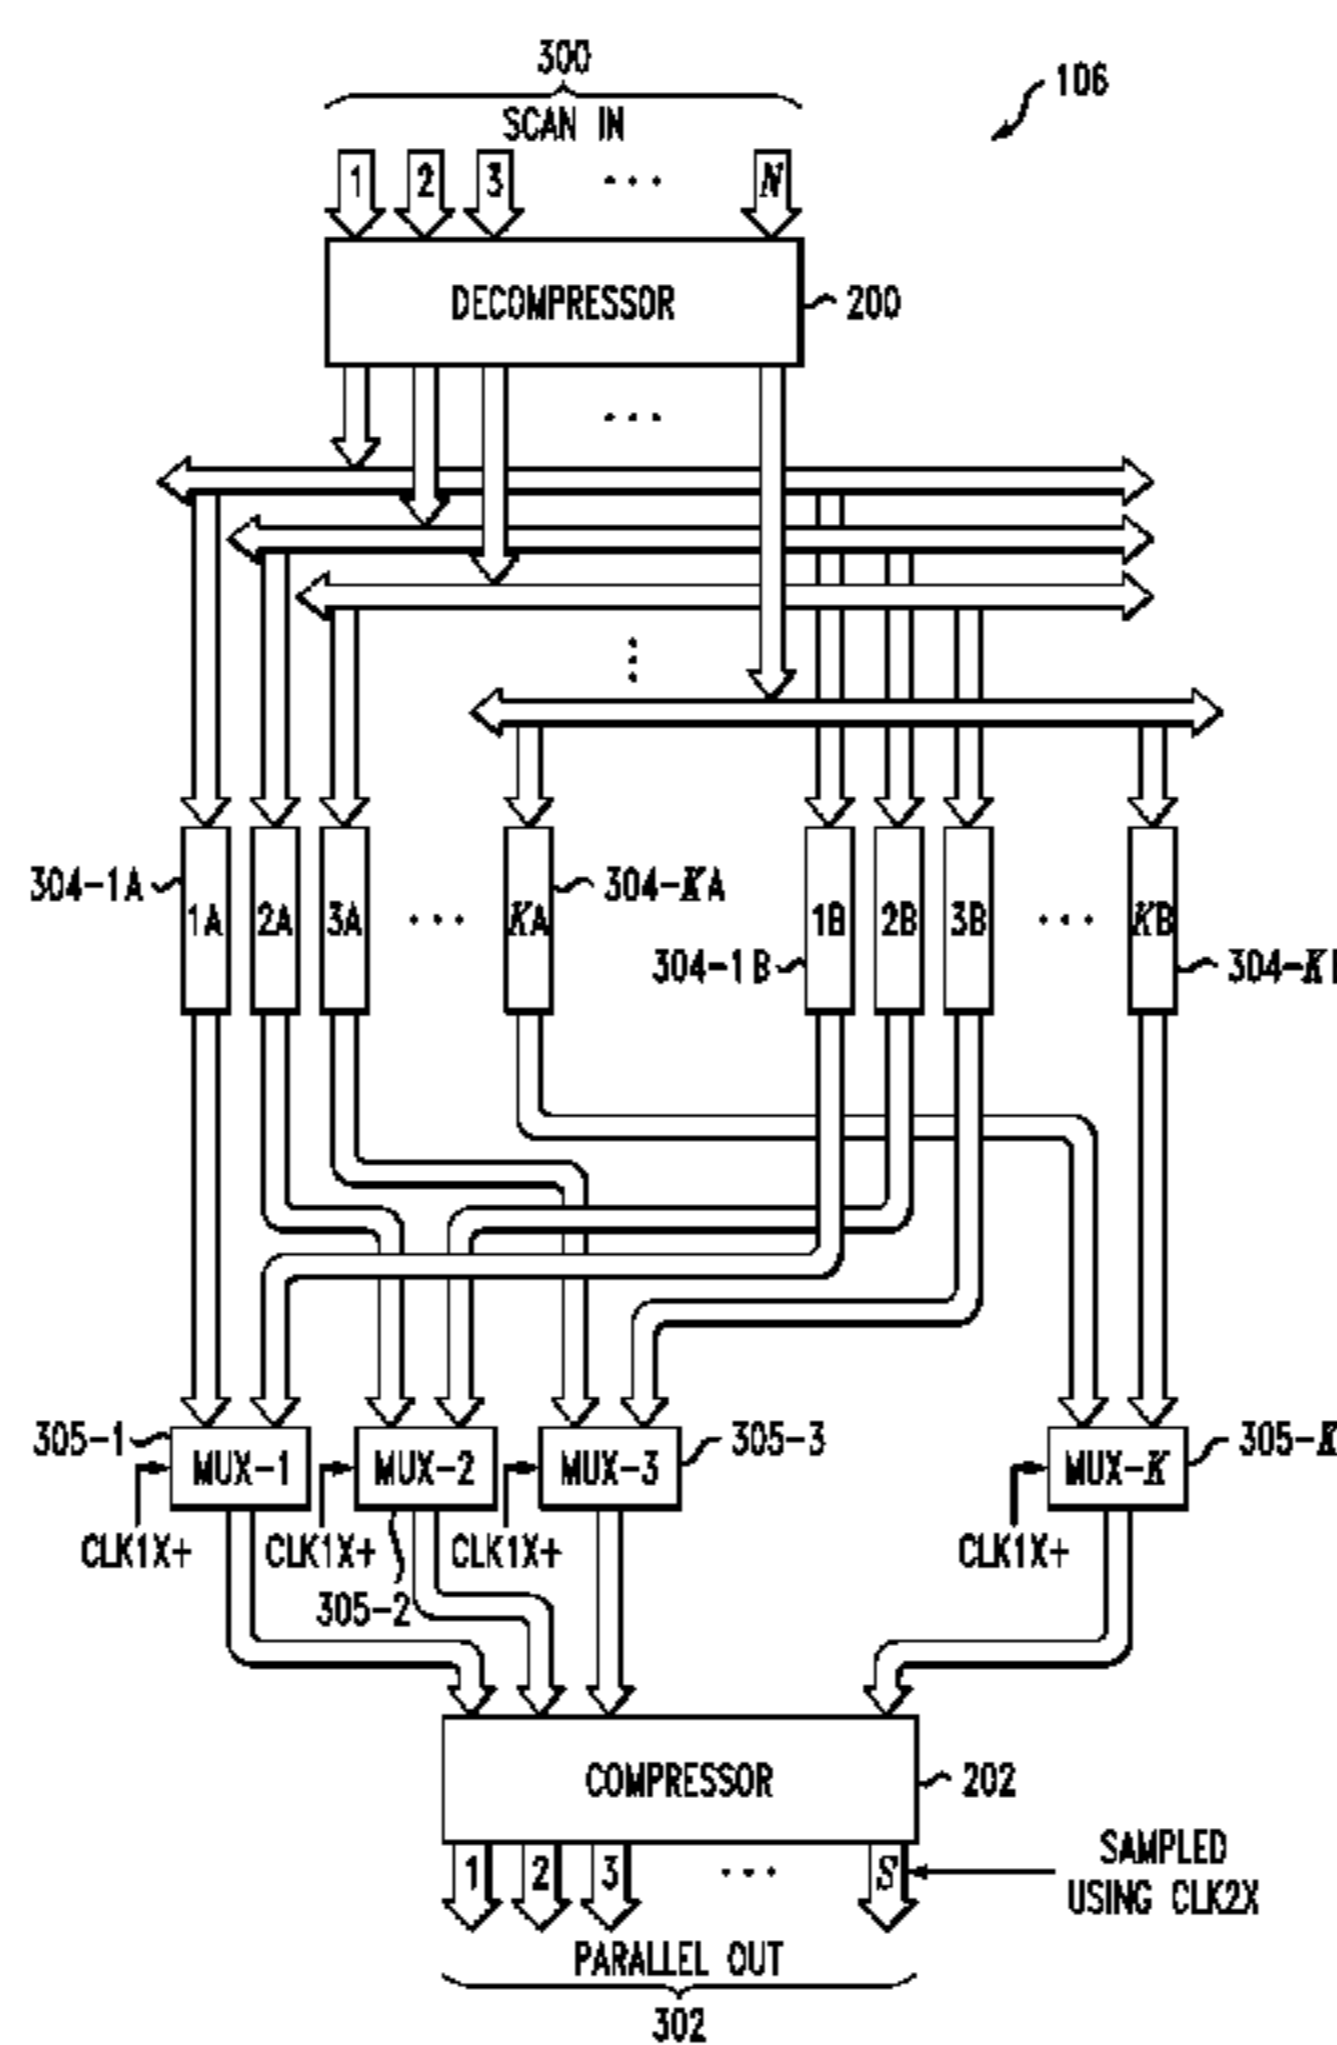 300
106
SCAN IN
1 2 3 ... N
DECOMPRESSOR
200
...
304-1A
1A 2A 3A ... KA
304-KA
304-1B
1B 2B 3B ... KB
305-1
MUX-1
MUX-2
MUX-3
305-3
MUX-K
305-K
CLK1X+ CLK1X+ CLK1X+ CLK1X+
305-2
COMPRESSOR
202
1 2 3 ... S
SAMPLED
USING CLK2X
PARALLEL OUT
302